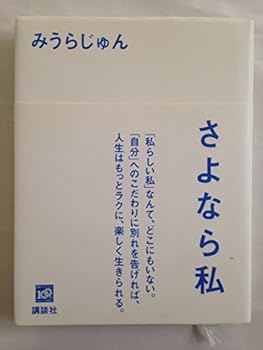 みうらじゅん
さよなら私
「私らしい私」なんて、どこにもいない。
「自分」へのこだわりに別れを告げれば、
人生はもっとラクに、楽しく生きられる。
100
講談社